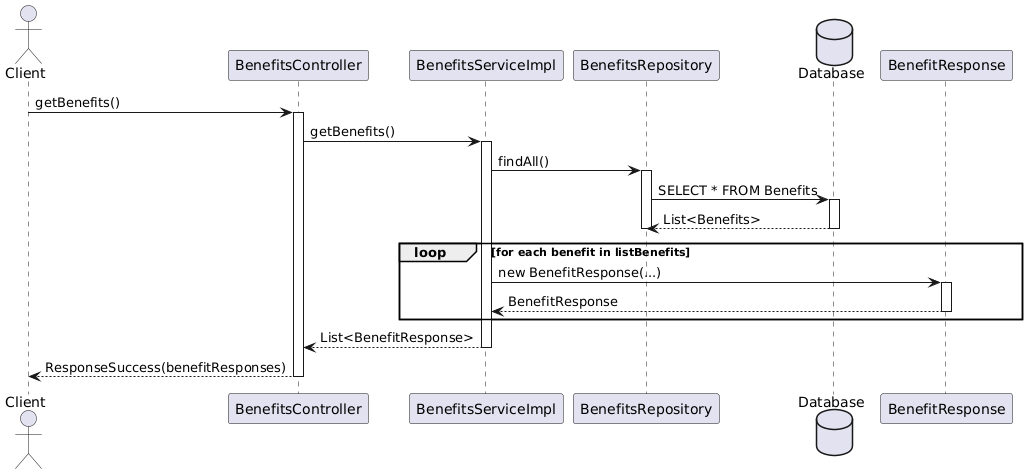 Client
BenefitsController
BenefitsServiceImpl
BenefitsRepository
Database
BenefitResponse
getBenefits()
getBenefits()
findAll()
SELECT * FROM Benefits
List<Benefits>
loop [for each benefit in listBenefits]
new BenefitResponse(...)
BenefitResponse
List<BenefitResponse>
ResponseSuccess(benefitResponses)
Client
BenefitsController
BenefitsServiceImpl
BenefitsRepository
Database
BenefitResponse